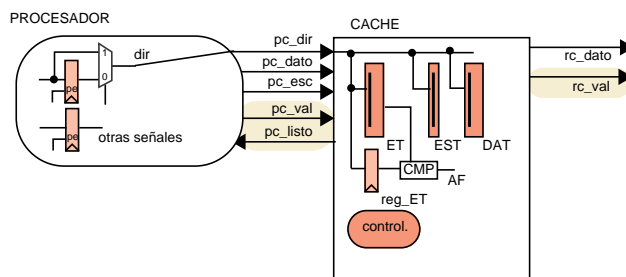 PROCESADOR
CACHE
1
0
dir
pe
pe
otras señales
pc_dir
pc_dato
pc_esc
pc_val
pc_listo
ET
EST
DAT
CMP
AF
reg_ET
control.
rc_dato
rc_val